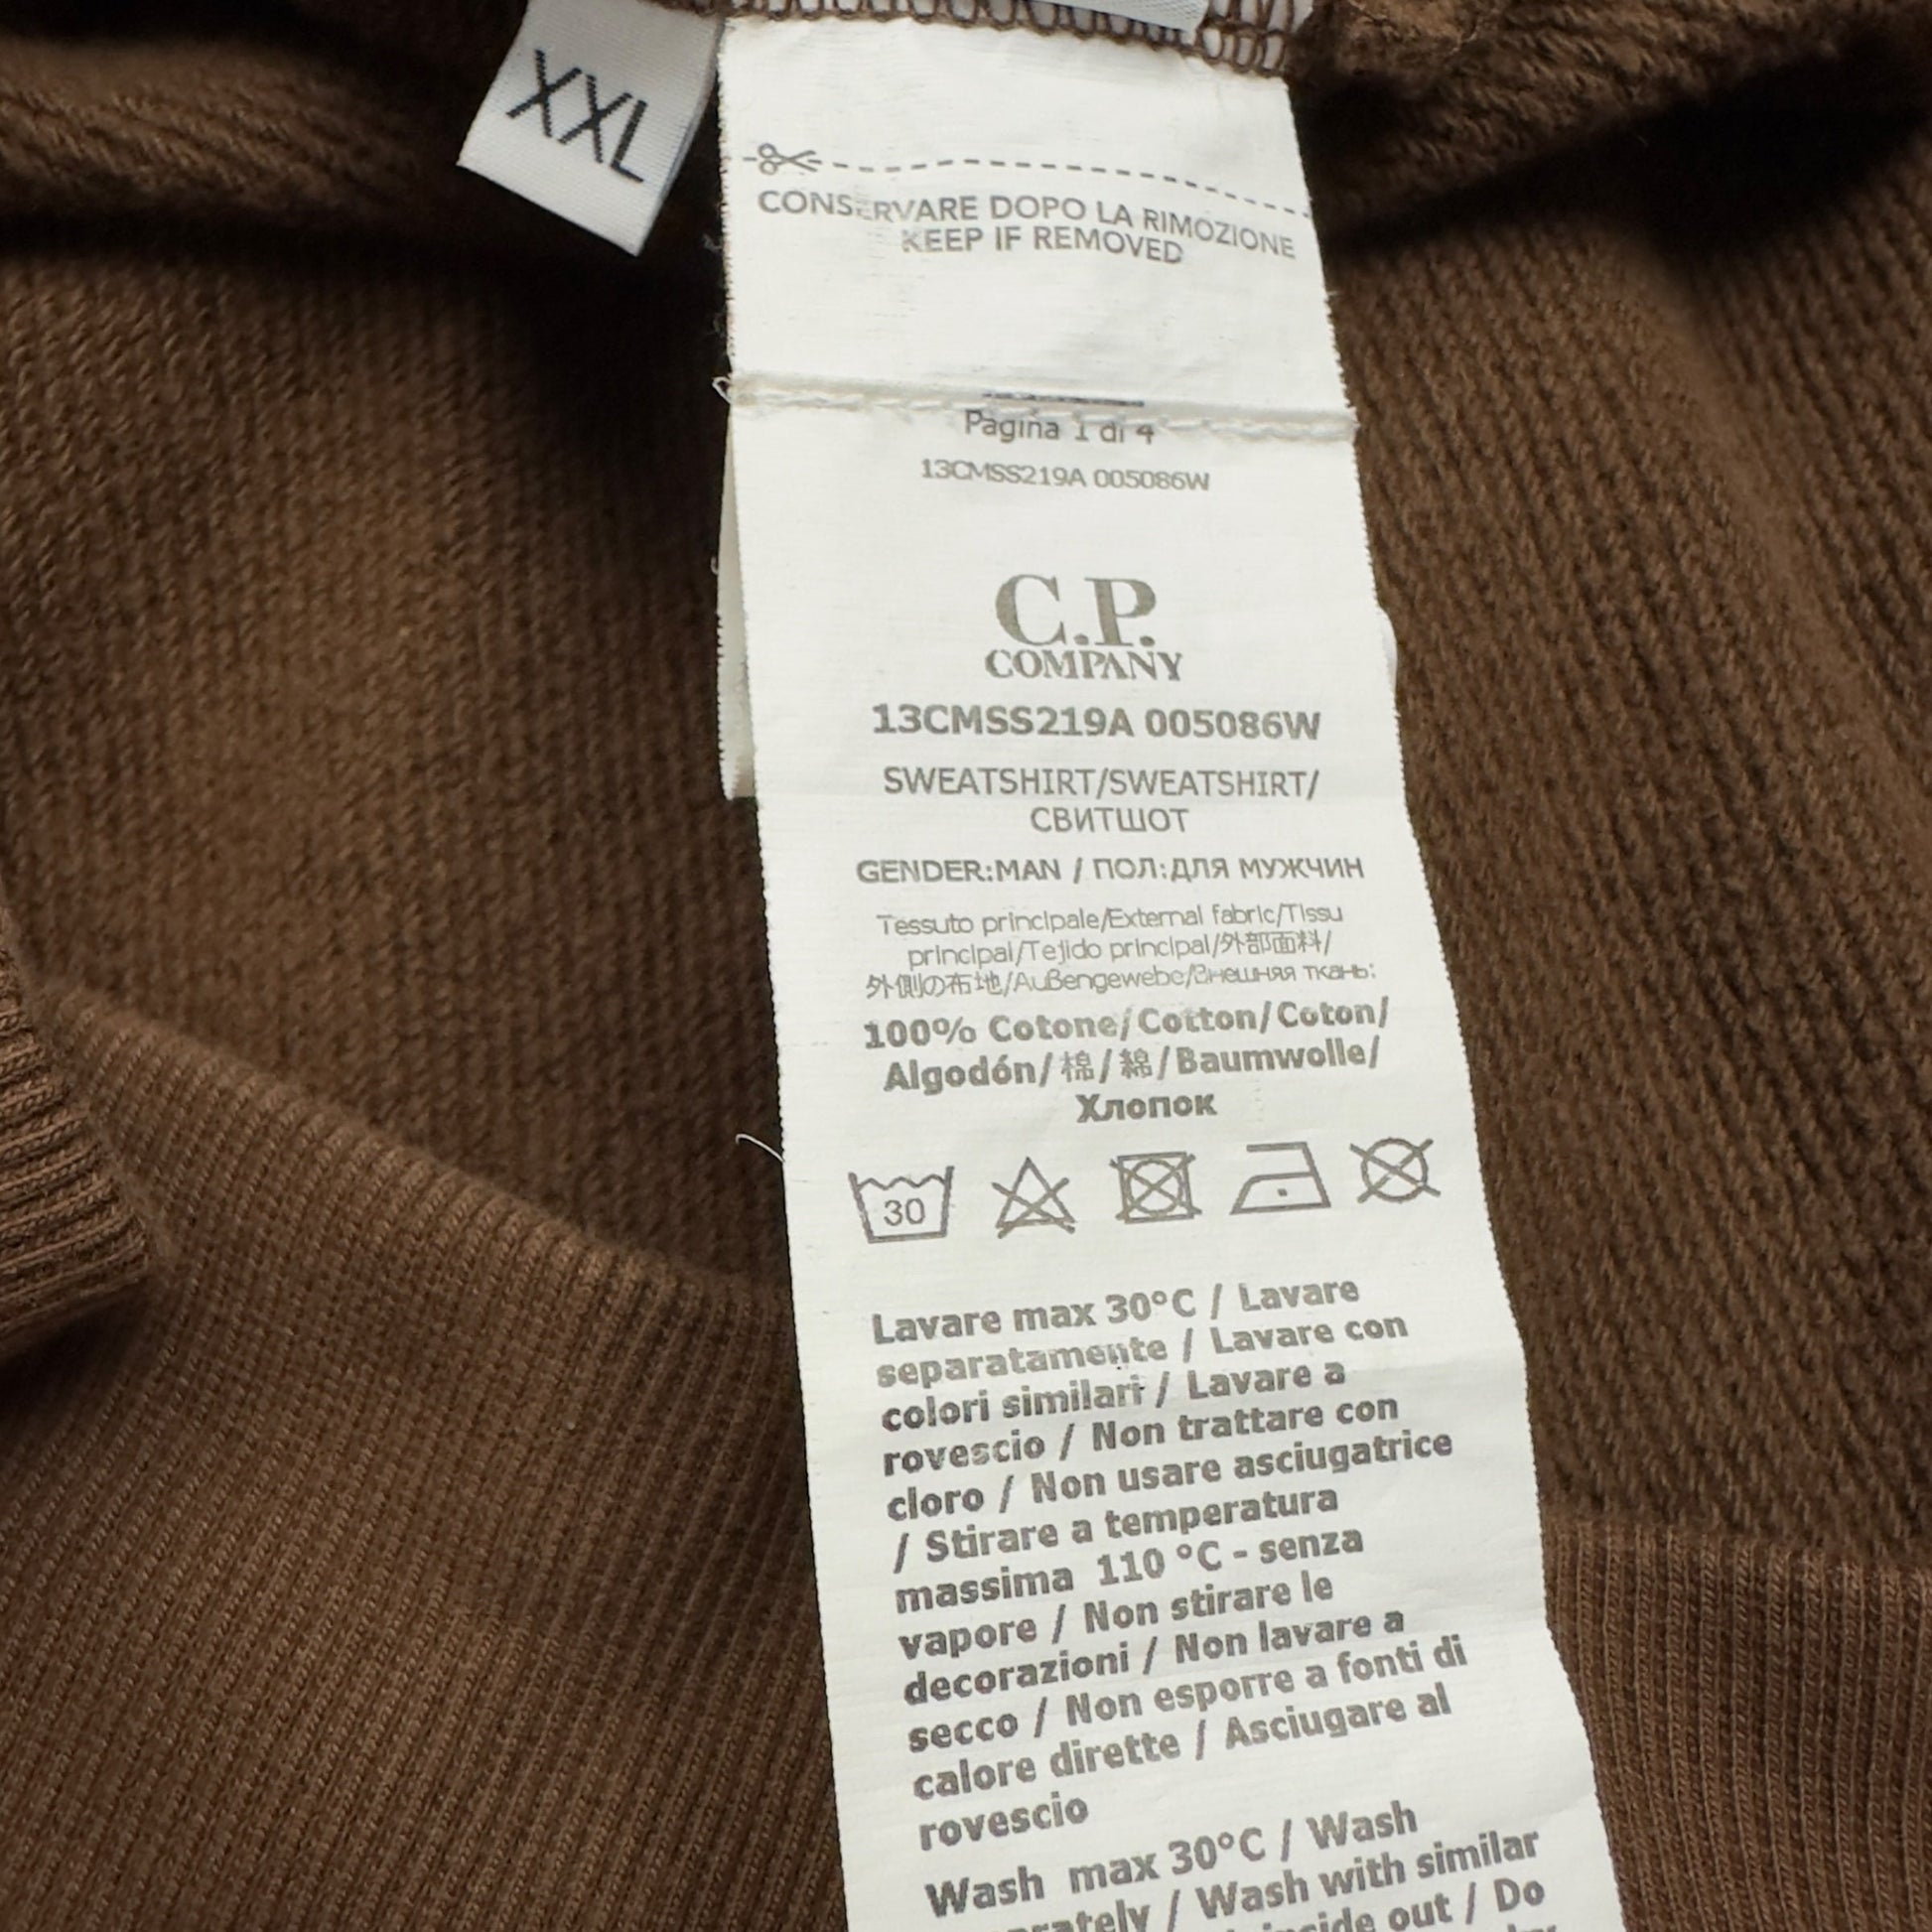 XXL
CONSERVARE DOPO LA RIMOZIONE
KEEP IF REMOVED
Pagina 1 di 4
13CMSS219A 005086W
C.P.
COMPANY
13CMSS219A 005086W
SWEATSHIRT/SWEATSHIRT/
СВИТШОТ
GENDER:MAN / ПОЛ:ДЛЯ МУЖЧИН
Tessuto principale/External fabric/Tissu
principal/Tejido principal/外部面料/
外側の布地/Außengewebe/Внешняя ткань:
100% Cotone/Cotton/Coton/
Algodón/棉/綿/Baumwolle/
Хлопок
30
Lavare max 30°C / Lavare
separatamente / Lavare con
colori similari / Lavare a
rovescio / Non trattare con
cloro / Non usare asciugatrice
/ Stirare a temperatura
massima 110 °C - senza
vapore / Non stirare le
decorazioni / Non lavare a
secco / Non esporre a fonti di
calore dirette / Asciugare al
rovescio
Wash max 30°C / Wash
/ Wash with similar
out / Do